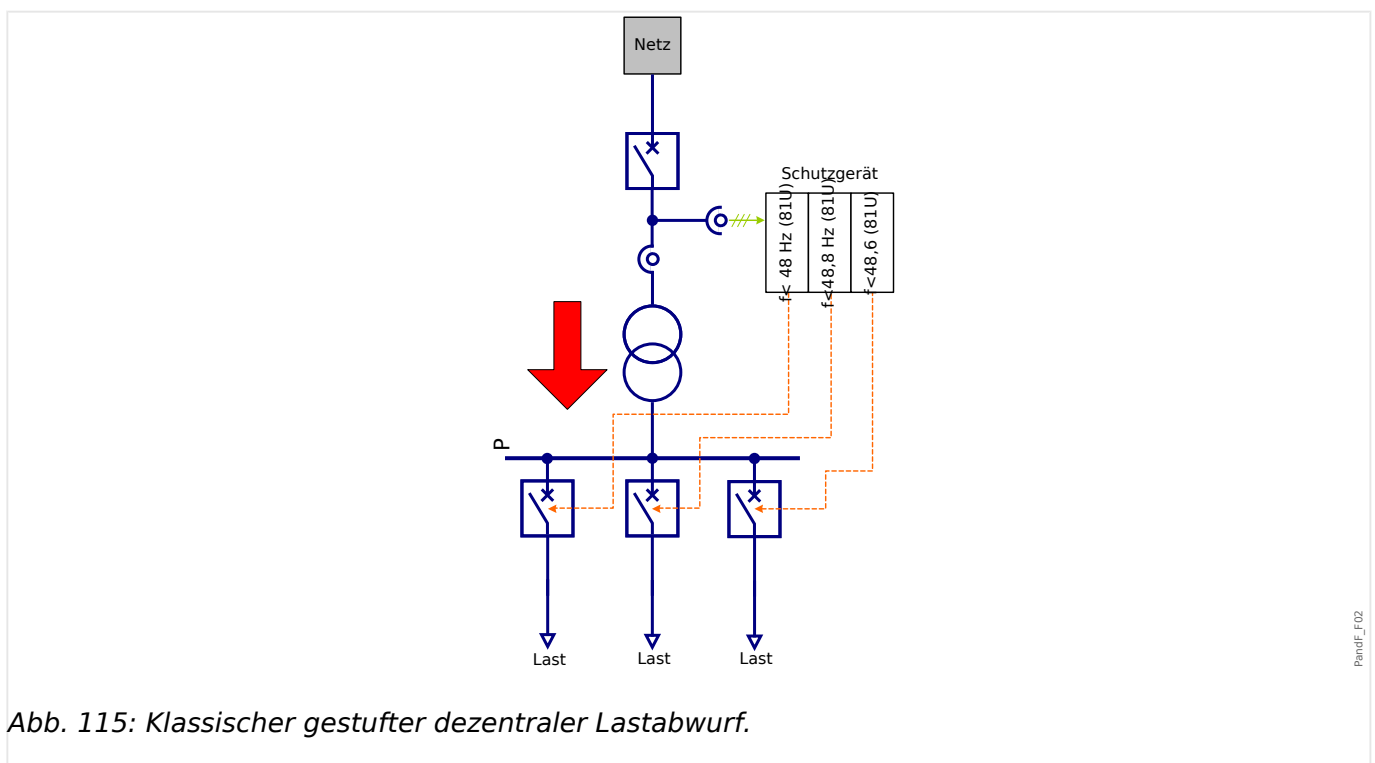 Netz
Schutzgerät
f< 48 Hz (81U)
f<48,8 Hz (81U)
f<48,6 (81U)
P
Last
Last
Last
PandF_F02
Abb. 115: Klassischer gestufter dezentraler Lastabwurf.